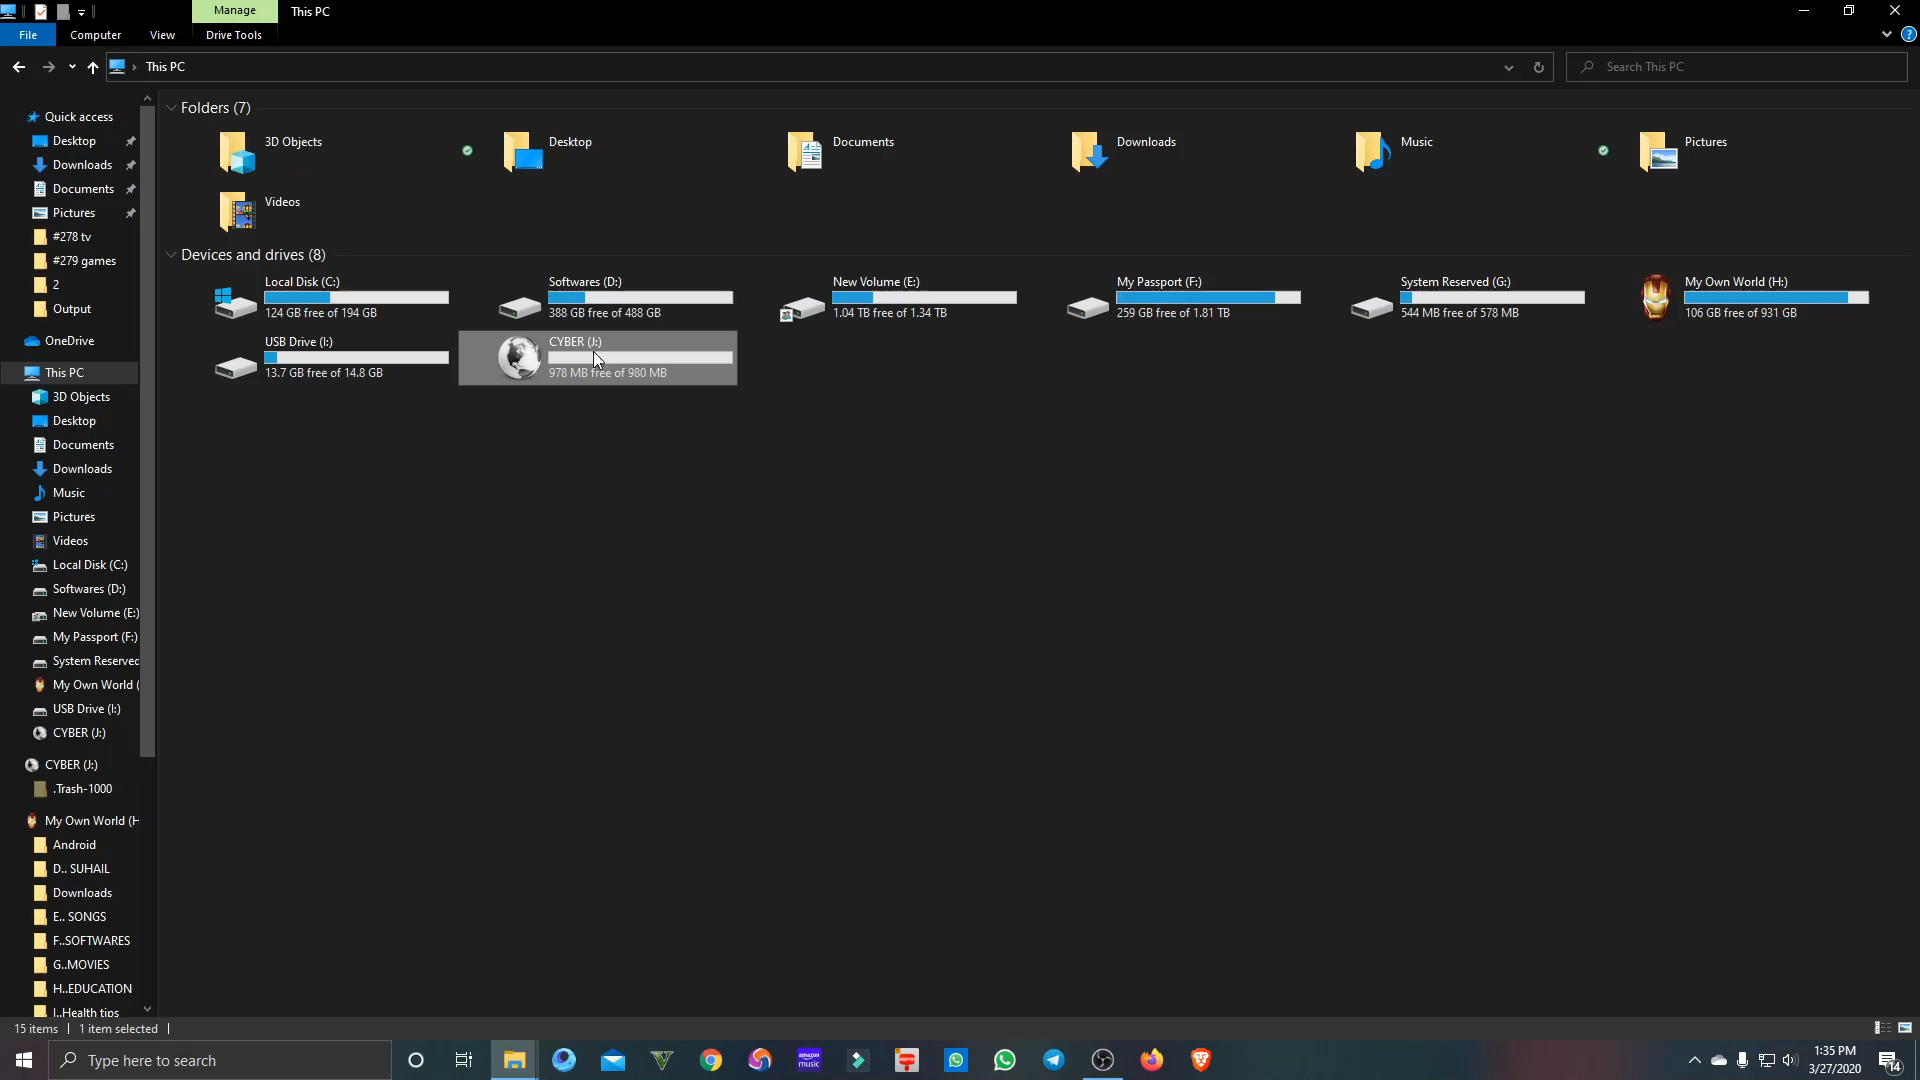 Manage
This PC
File
Computer
View
Drive Tools
This PC
Search This PC
Quick access
Desktop
Downloads
Documents
Pictures
#278 tv
#279 games
2
Output
OneDrive
This PC
3D Objects
Desktop
Documents
Downloads
Music
Pictures
Videos
Local Disk (C:)
Softwares (D:)
New Volume (E:)
My Passport (F:)
System Reserved
My Own World (
USB Drive (I:)
CYBER (J:)
CYBER (J:)
.Trash-1000
My Own World (H
Android
D.. SUHAIL
Downloads
E.. SONGS
F..SOFTWARES
G..MOVIES
H..EDUCATION
I..Health tips
Folders (7)
3D Objects
Desktop
Documents
Downloads
Music
Pictures
Videos
Devices and drives (8)
Local Disk (C:)
124 GB free of 194 GB
Softwares (D:)
388 GB free of 488 GB
New Volume (E:)
1.04 TB free of 1.34 TB
My Passport (F:)
259 GB free of 1.81 TB
System Reserved (G:)
544 MB free of 578 MB
My Own World (H:)
106 GB free of 931 GB
USB Drive (I:)
13.7 GB free of 14.8 GB
CYBER (J:)
978 MB free of 980 MB
15 items
1 item selected
Type here to search
amazon music
1:35 PM
3/27/2020
14